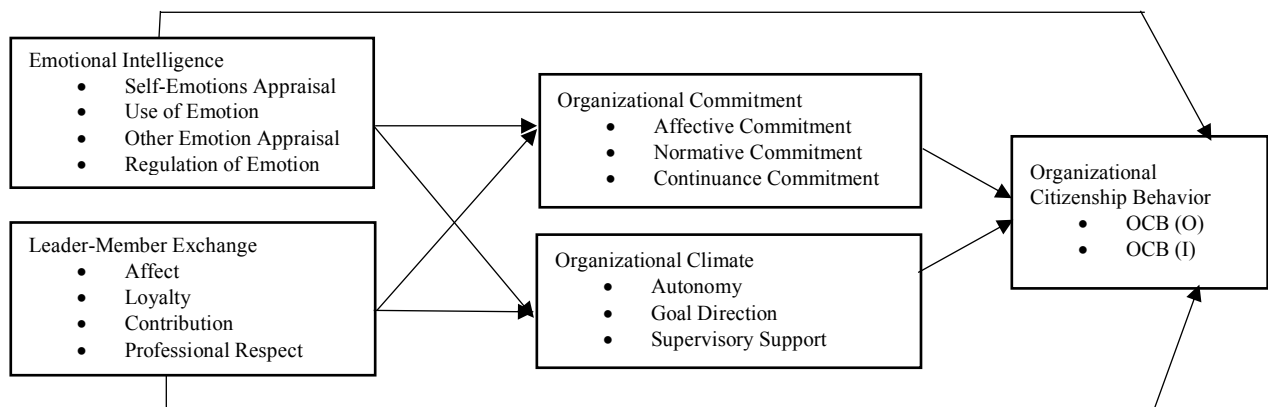 Emotional Intelligence
• Self-Emotions Appraisal
• Use of Emotion
• Other Emotion Appraisal
• Regulation of Emotion
Leader-Member Exchange
• Affect
• Loyalty
• Contribution
• Professional Respect
Organizational Commitment
• Affective Commitment
• Normative Commitment
• Continuance Commitment
Organizational Climate
• Autonomy
• Goal Direction
• Supervisory Support
Organizational
Citizenship Behavior
• OCB (O)
• OCB (I)